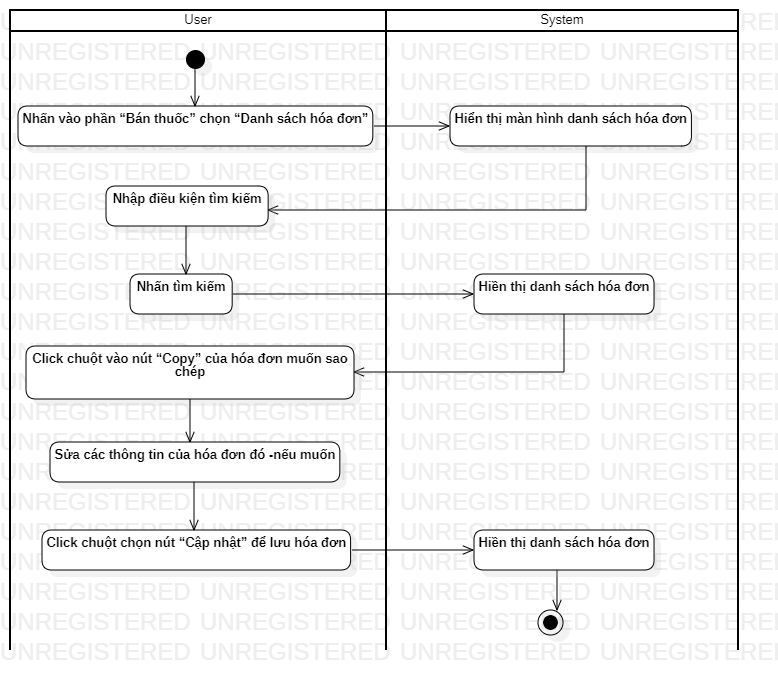 User
System
Nhấn vào phần “Bán thuốc” chọn “Danh sách hóa đơn”
Hiển thị màn hình danh sách hóa đơn
Nhập điều kiện tìm kiếm
Nhấn tìm kiếm
Hiền thị danh sách hóa đơn
Click chuột vào nút “Copy” của hóa đơn muốn sao
chép
Sửa các thông tin của hóa đơn đó -nếu muốn
Click chuột chọn nút “Cập nhật” để lưu hóa đơn
Hiền thị danh sách hóa đơn
UNREGISTERED